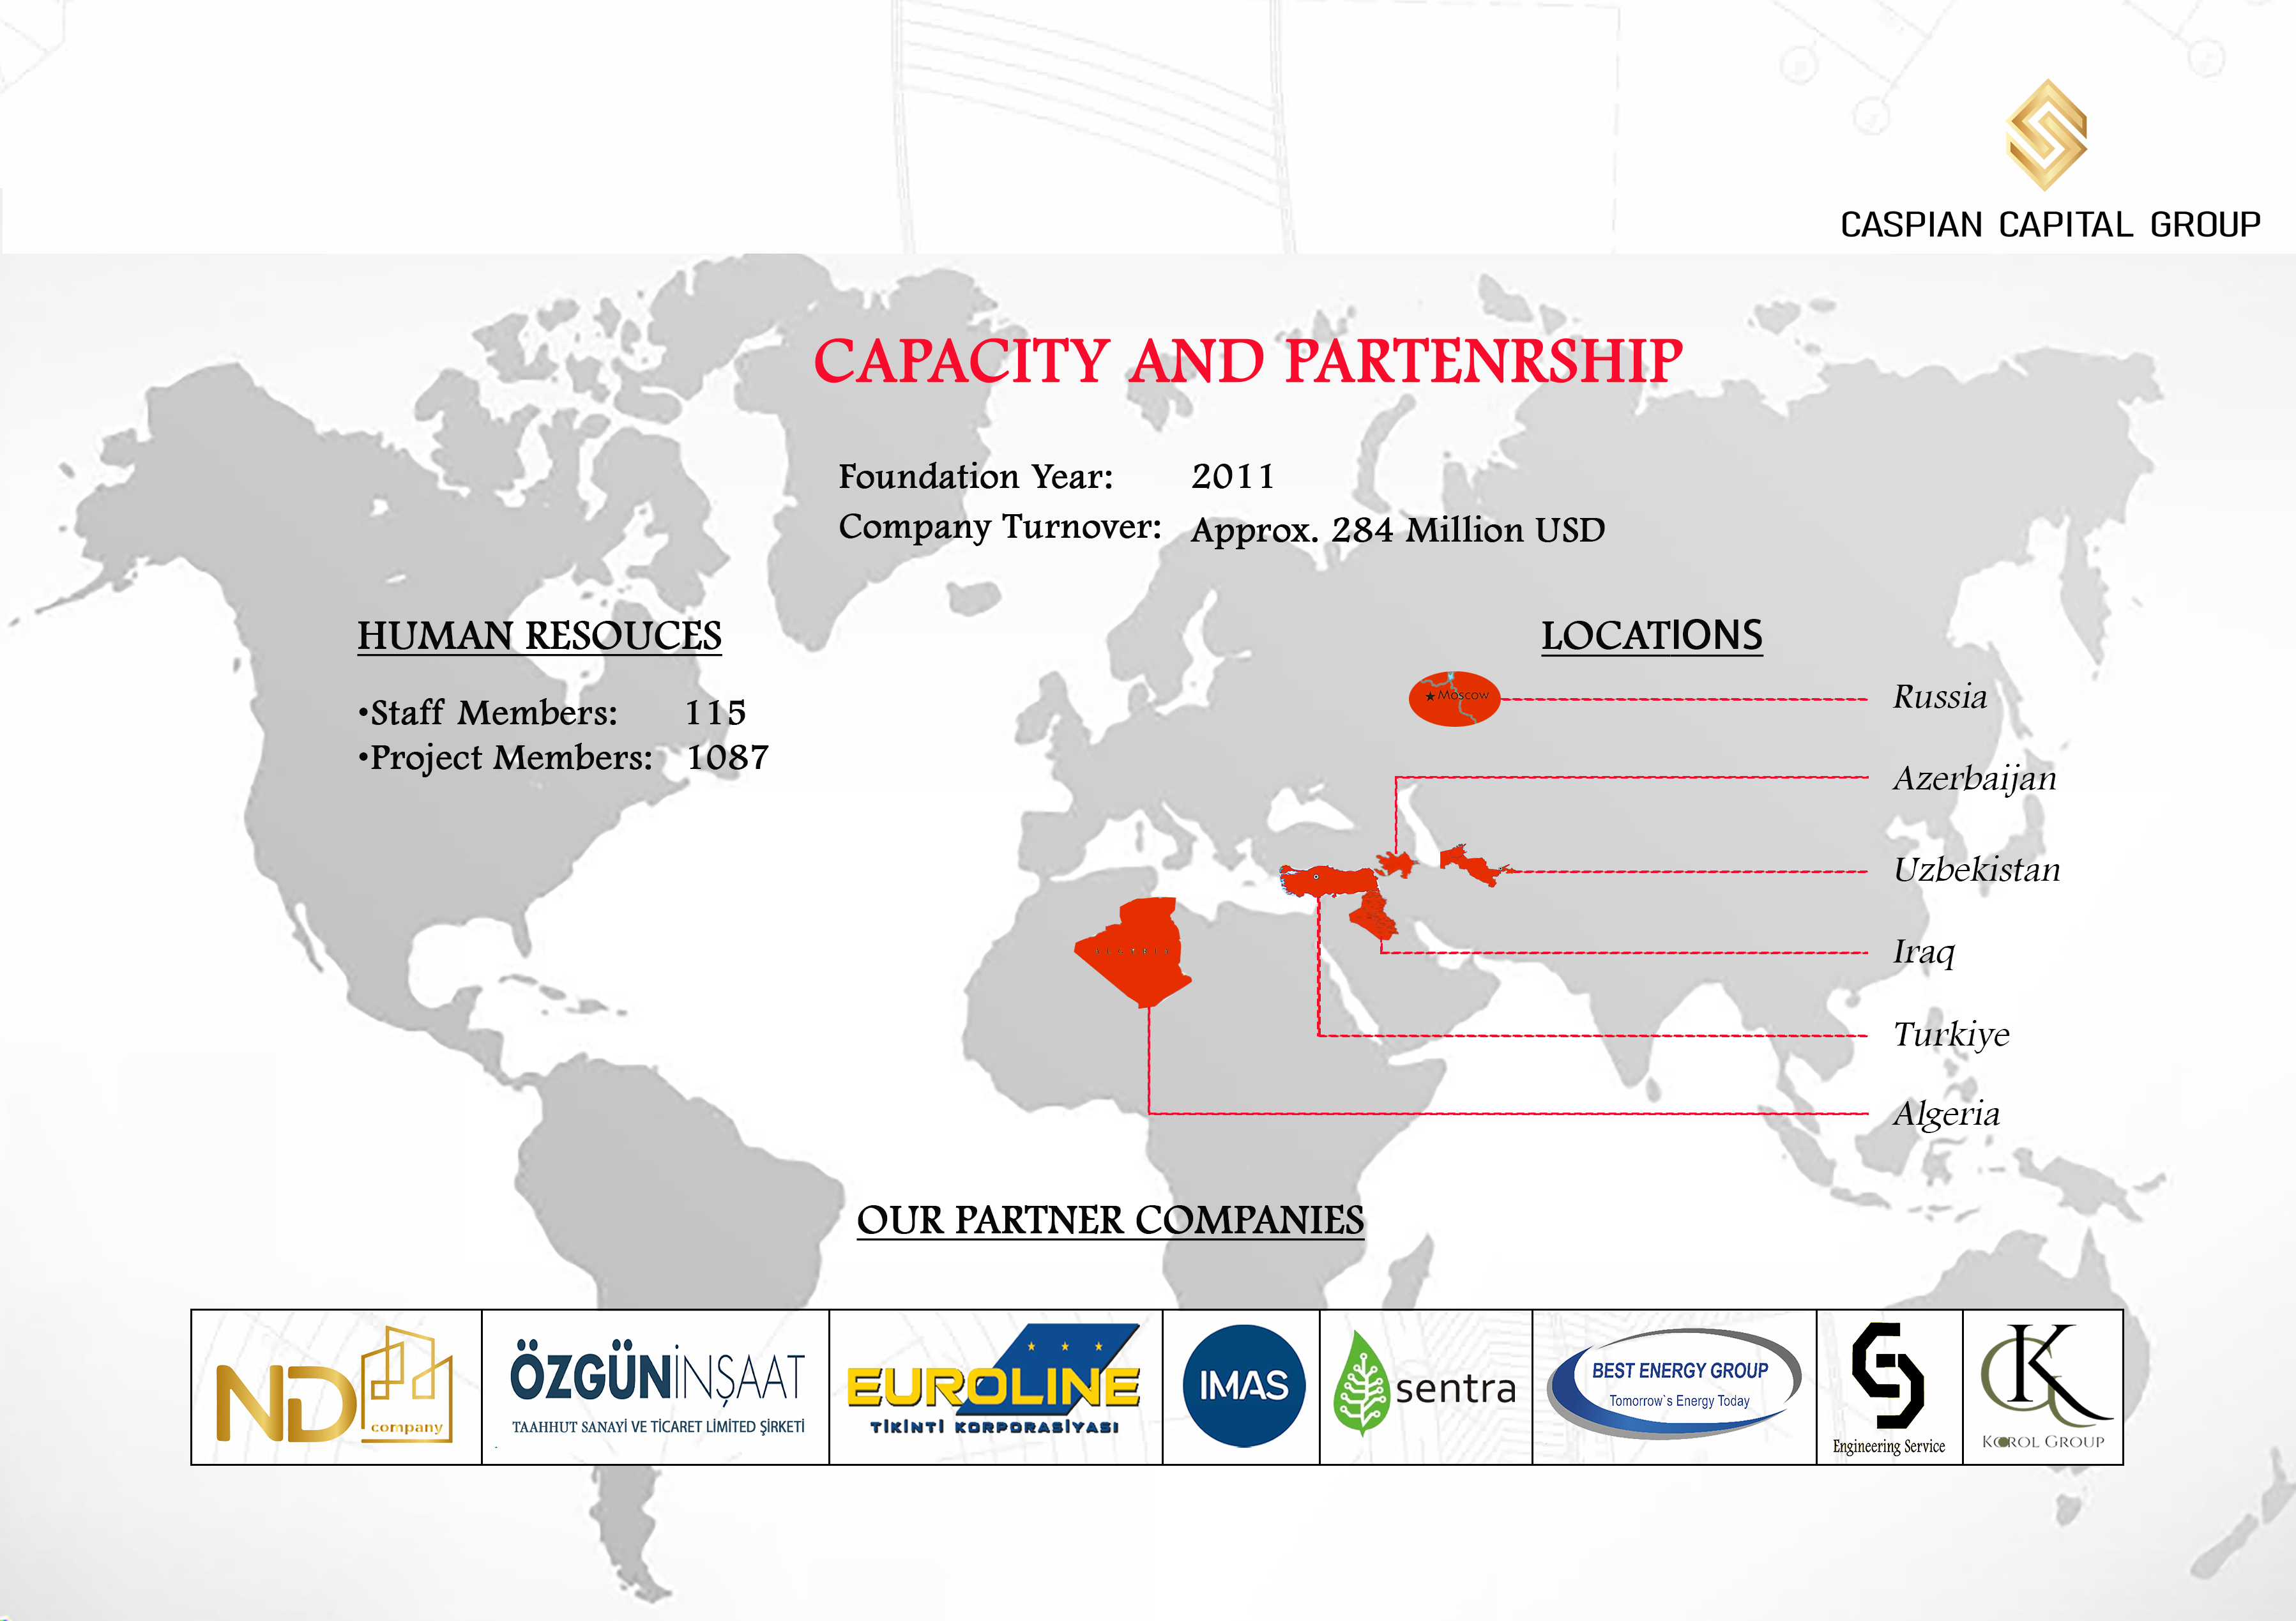 CASPIAN CAPITAL GROUP
CAPACITY AND PARTENRSHIP
Foundation Year: 2011
Company Turnover: Approx. 284 Million USD
HUMAN RESOUCES
•Staff Members: 115
•Project Members: 1087
LOCATIONS
Moscow
Russia
Azerbaijan
Uzbekistan
Iraq
Turkiye
Algeria
OUR PARTNER COMPANIES
ND company
ÖZGÜNİNŞAAT
TAAHHUT SANAYİ VE TİCARET LİMİTED ŞİRKETİ
EUROLINE
TİKİNTİ KORPORASİYASI
IMAS
sentra
BEST ENERGY GROUP
Tomorrow`s Energy Today
Engineering Service
KOROL GROUP